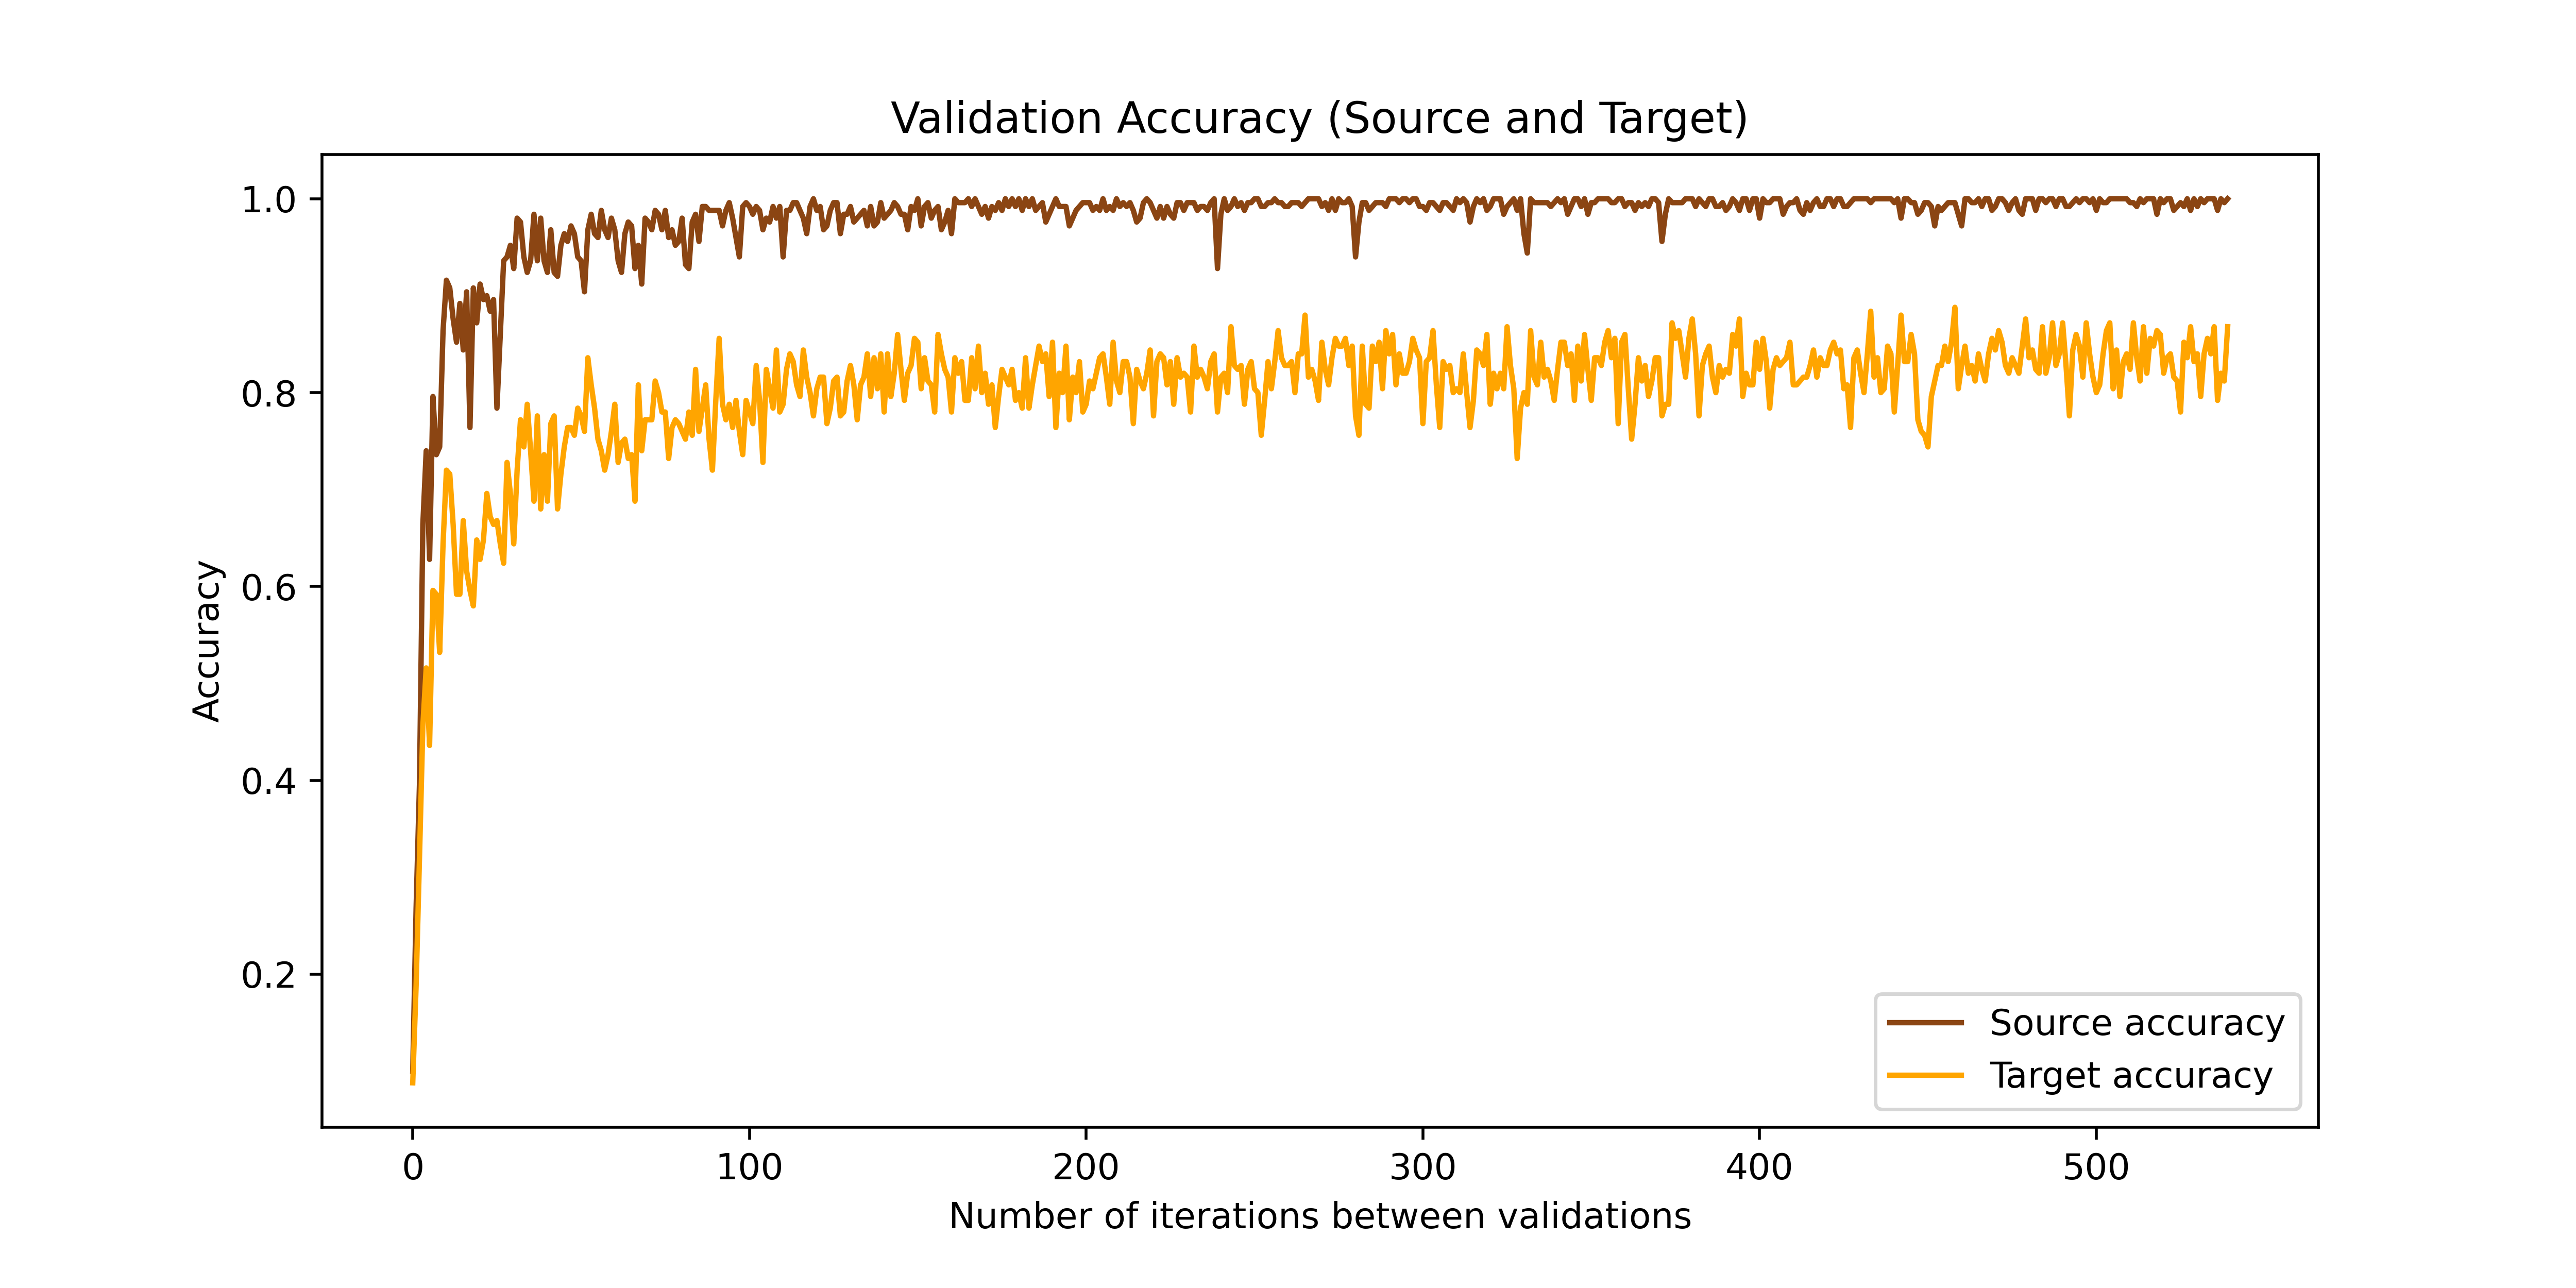 Validation Accuracy (Source and Target)
1.0
0.8
0.6
0.4
0.2
Accuracy
0 100 200 300 400 500
Number of iterations between validations
Source accuracy
Target accuracy